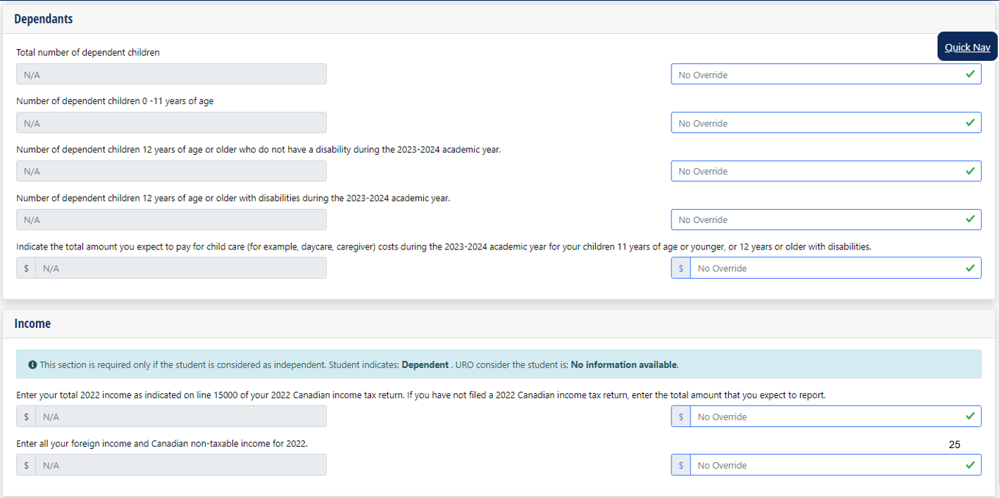 Dependants
Quick Nav
Total number of dependent children
N/A
No Override
Number of dependent children 0 -11 years of age
N/A
No Override
Number of dependent children 12 years of age or older who do not have a disability during the 2023-2024 academic year.
N/A
No Override
Number of dependent children 12 years of age or older with disabilities during the 2023-2024 academic year.
N/A
No Override
Indicate the total amount you expect to pay for child care (for example, daycare, caregiver) costs during the 2023-2024 academic year for your children 11 years of age or younger, or 12 years or older with disabilities.
$ N/A
$ No Override
Income
This section is required only if the student is considered as independent. Student indicates: Dependent . URO consider the student is: No information available.
Enter your total 2022 income as indicated on line 15000 of your 2022 Canadian income tax return. If you have not filed a 2022 Canadian income tax return, enter the total amount that you expect to report.
$ N/A
$ No Override
Enter all your foreign income and Canadian non-taxable income for 2022.
25
$ N/A
$ No Override